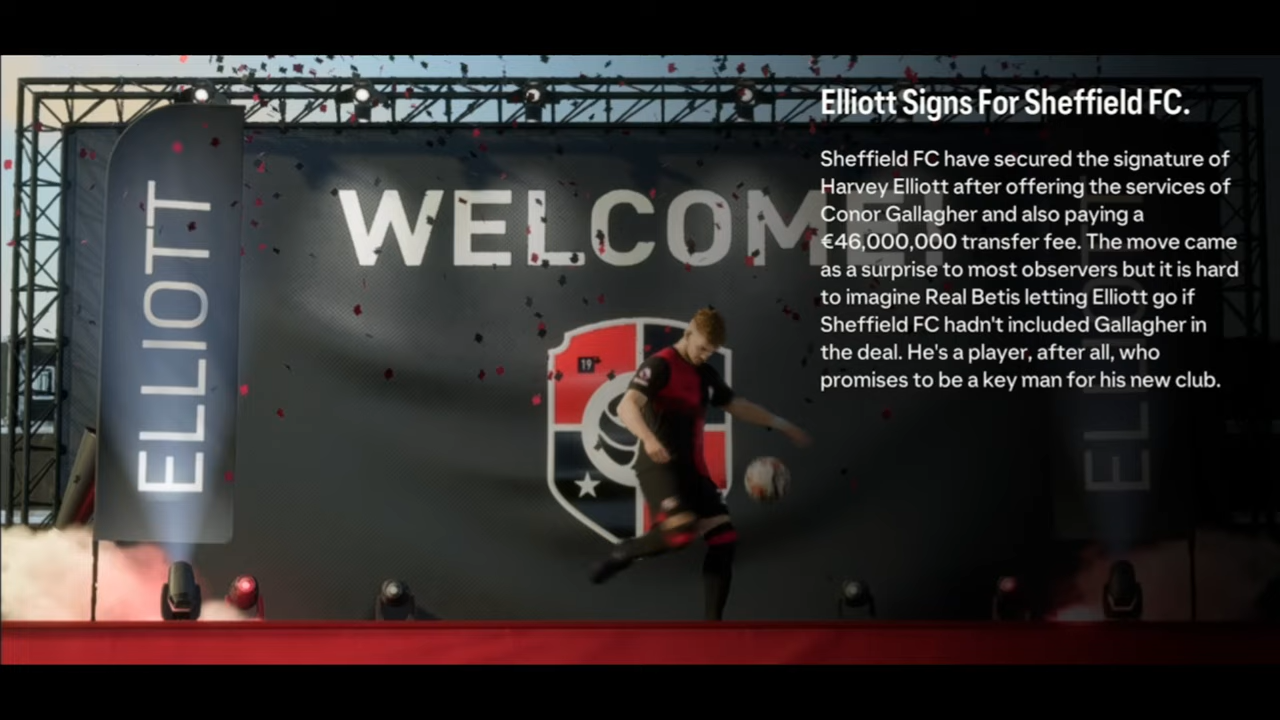 Elliott Signs For Sheffield FC.
Sheffield FC have secured the signature of
Harvey Elliott after offering the services of
Conor Gallagher and also paying a
€46,000,000 transfer fee. The move came
as a surprise to most observers but it is hard
to imagine Real Betis letting Elliott go if
Sheffield FC hadn't included Gallagher in
the deal. He's a player, after all, who
promises to be a key man for his new club.
WELCOME!
ELLIOTT
ELLIOTT
19